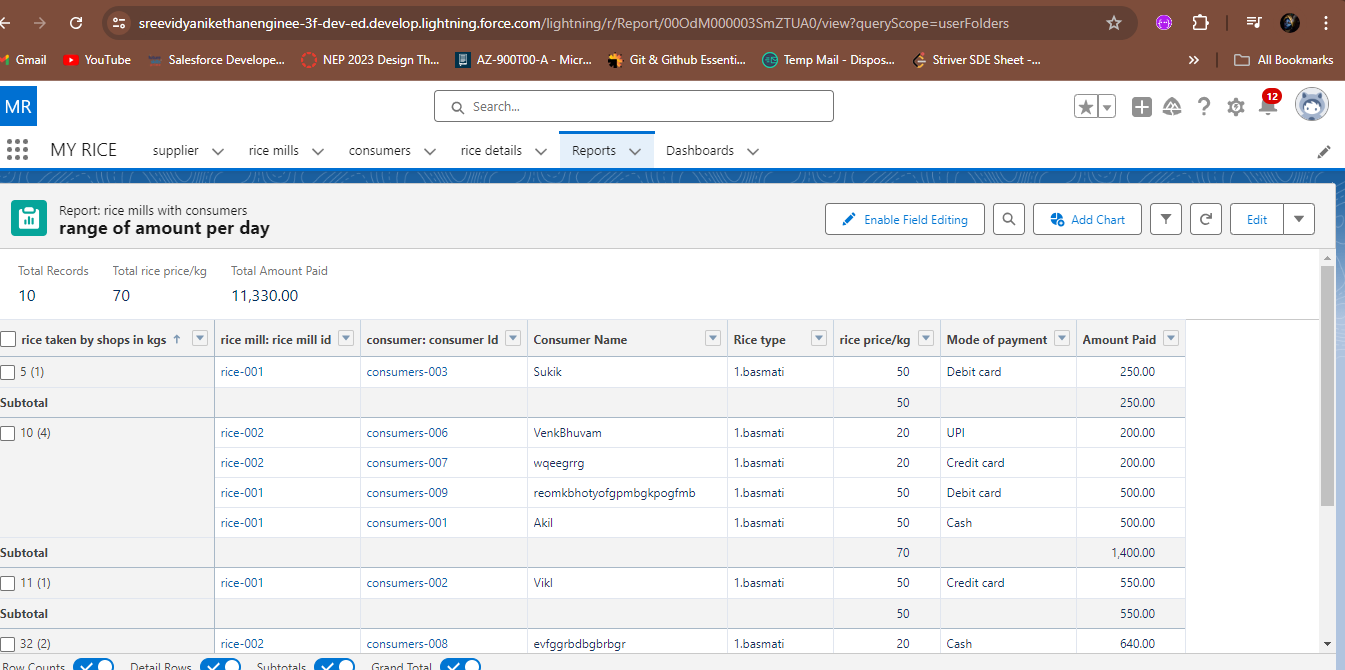 sreevidyanikethanenginee-3f-dev-ed.develop.lightning.force.com/lightning/r/Report/00OdM000003SmZTUA0/view?queryScope=userFolders
Gmail YouTube Salesforce Develope... NEP 2023 Design Th... AZ-900T00-A - Micr... Git & Github Essenti... Temp Mail - Dispos... Striver SDE Sheet -... » All Bookmarks
MR Search... 12
MY RICE supplier rice mills consumers rice details Reports Dashboards
Report: rice mills with consumers
range of amount per day
Enable Field Editing Add Chart Edit
Total Records Total rice price/kg Total Amount Paid
10 70 11,330.00
rice taken by shops in kgs ↑ rice mill: rice mill id consumer: consumer Id Consumer Name Rice type rice price/kg Mode of payment Amount Paid
5 (1) rice-001 consumers-003 Sukik 1.basmati 50 Debit card 250.00
Subtotal 50 250.00
10 (4) rice-002 consumers-006 VenkBhuvam 1.basmati 20 UPI 200.00
rice-002 consumers-007 wqeegrrg 1.basmati 20 Credit card 200.00
rice-001 consumers-009 reomkbhotyofgpmbgkpogfmb 1.basmati 50 Debit card 500.00
rice-001 consumers-001 Akil 1.basmati 50 Cash 500.00
Subtotal 70 1,400.00
11 (1) rice-001 consumers-002 Vikl 1.basmati 50 Credit card 550.00
Subtotal 50 550.00
32 (2) rice-002 consumers-008 evfggrbdbgbrbgr 1.basmati 20 Cash 640.00
Row Counts Detail Rows Subtotals Grand Total